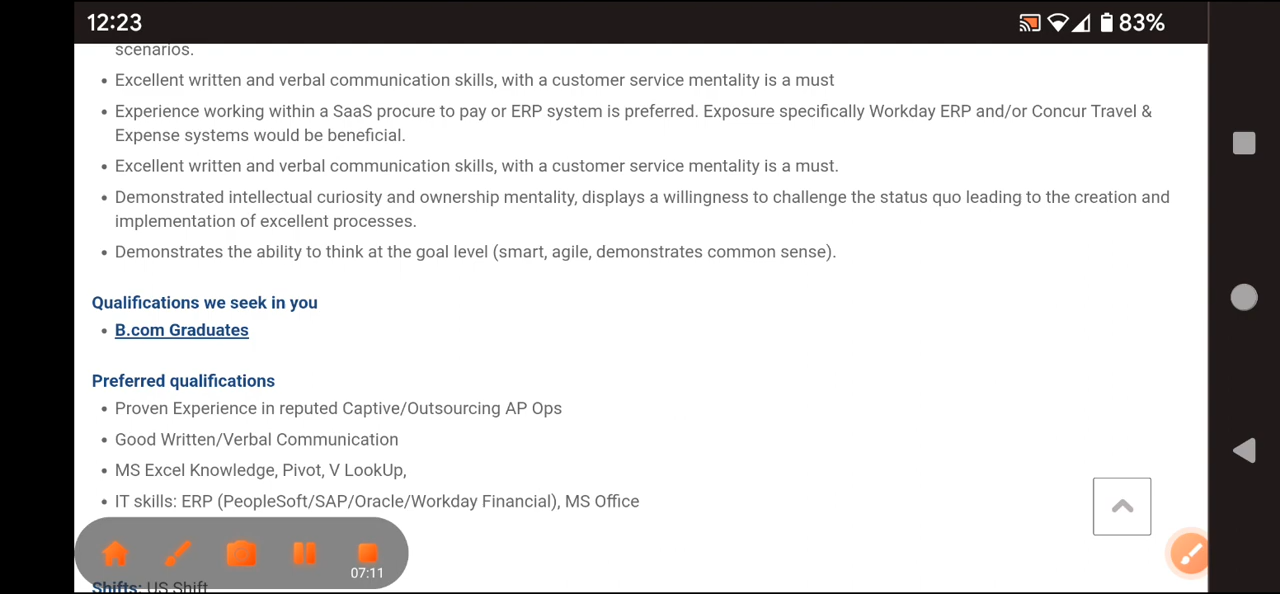 12:23
83%
scenarios.
• Excellent written and verbal communication skills, with a customer service mentality is a must
• Experience working within a SaaS procure to pay or ERP system is preferred. Exposure specifically Workday ERP and/or Concur Travel &
Expense systems would be beneficial.
• Excellent written and verbal communication skills, with a customer service mentality is a must.
• Demonstrated intellectual curiosity and ownership mentality, displays a willingness to challenge the status quo leading to the creation and
implementation of excellent processes.
• Demonstrates the ability to think at the goal level (smart, agile, demonstrates common sense).
Qualifications we seek in you
• B.com Graduates
Preferred qualifications
• Proven Experience in reputed Captive/Outsourcing AP Ops
• Good Written/Verbal Communication
• MS Excel Knowledge, Pivot, V LookUp,
• IT skills: ERP (PeopleSoft/SAP/Oracle/Workday Financial), MS Office
07:11
Shifts: US Shift